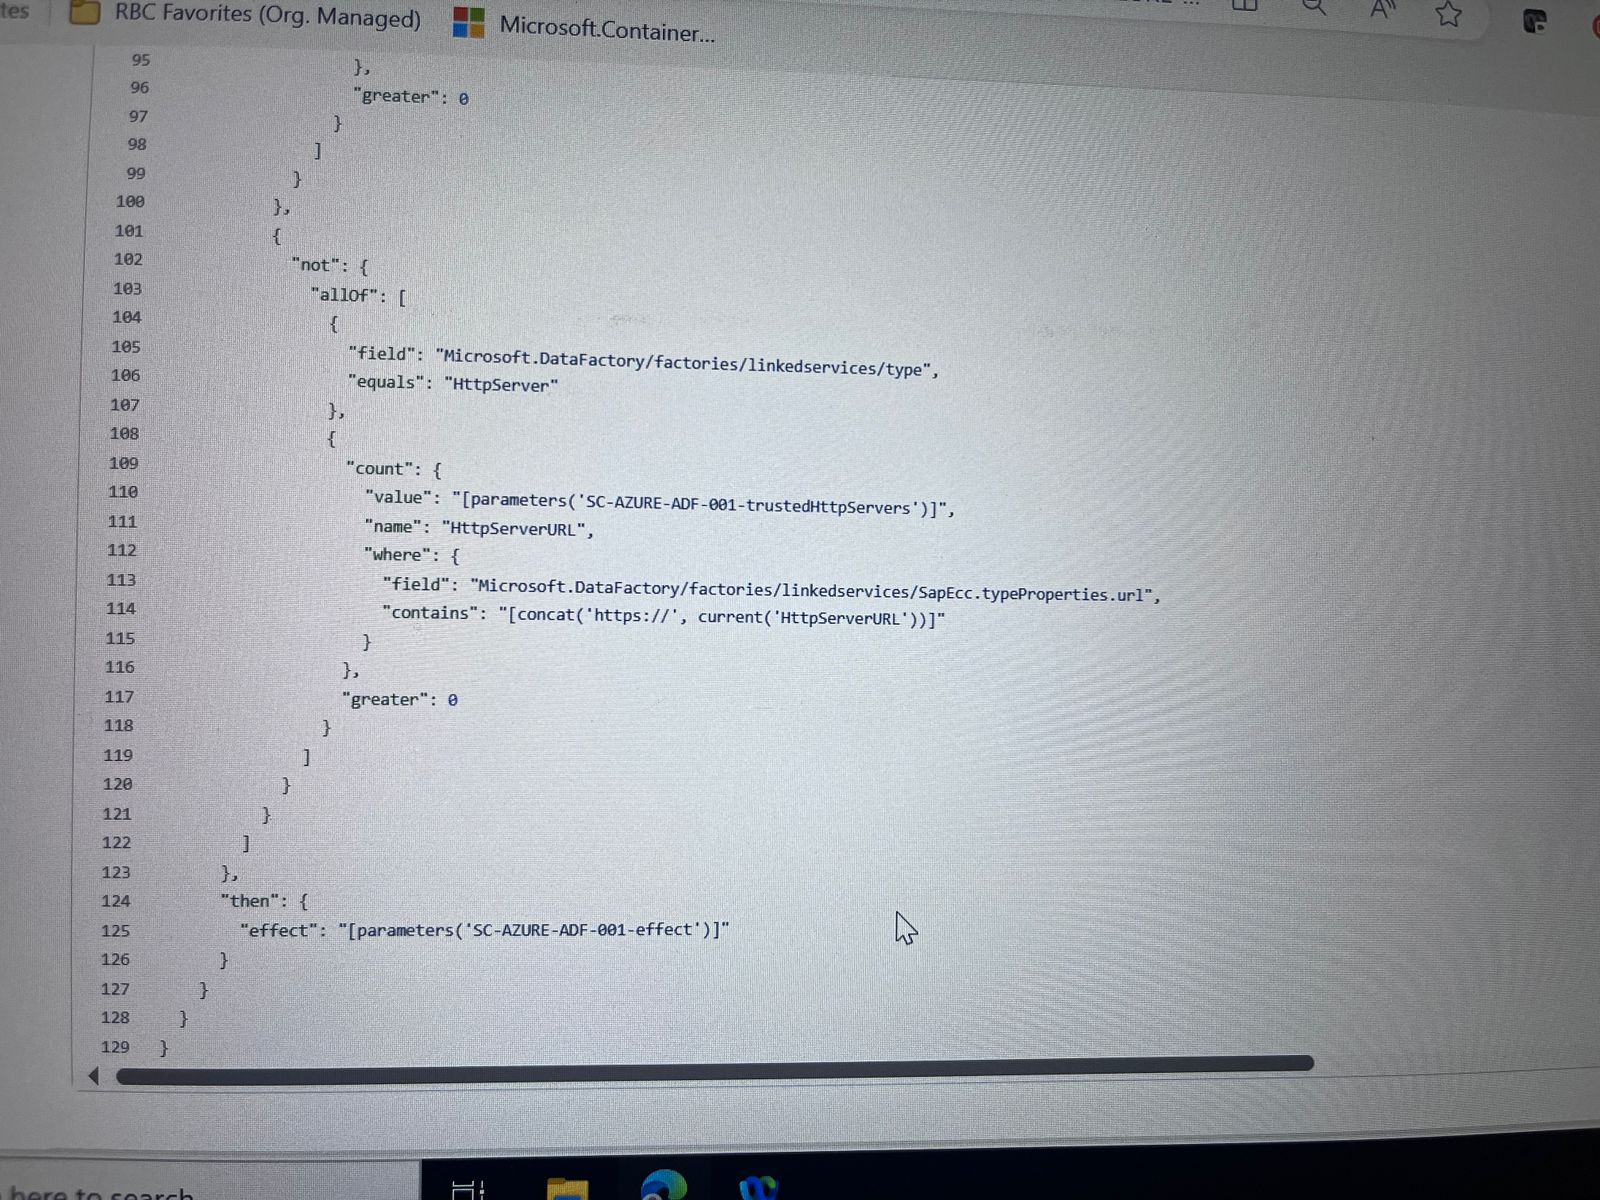 tes
RBC Favorites (Org. Managed)
Microsoft.Container...
95 },
96 "greater": 0
97 }
98 ]
99 }
100 },
101 {
102 "not": {
103 "allOf": [
104 {
105 "field": "Microsoft.DataFactory/factories/linkedservices/type",
106 "equals": "HttpServer"
107 },
108 {
109 "count": {
110 "value": "[parameters('SC-AZURE-ADF-001-trustedHttpServers')]",
111 "name": "HttpServerURL",
112 "where": {
113 "field": "Microsoft.DataFactory/factories/linkedservices/SapEcc.typeProperties.url",
114 "contains": "[concat('https://', current('HttpServerURL'))]"
115 }
116 },
117 "greater": 0
118 }
119 ]
120 }
121 }
122 ]
123 },
124 "then": {
125 "effect": "[parameters('SC-AZURE-ADF-001-effect')]"
126 }
127 }
128 }
129 }
here to search